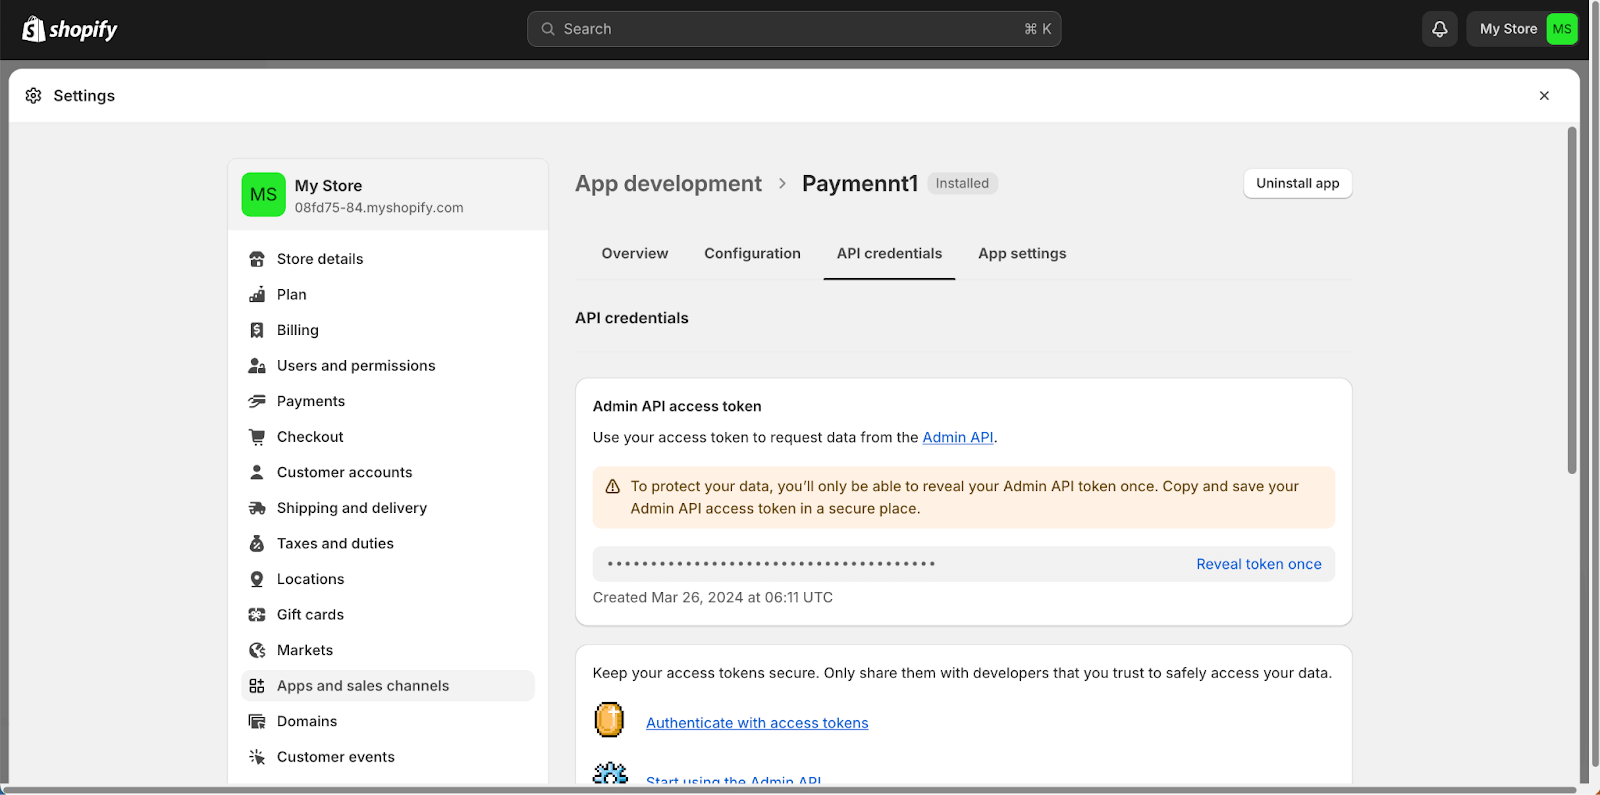 shopify
Search
⌘ K
My Store
MS
Settings
MS
My Store
08fd75-84.myshopify.com
Store details
Plan
Billing
Users and permissions
Payments
Checkout
Customer accounts
Shipping and delivery
Taxes and duties
Locations
Gift cards
Markets
Apps and sales channels
Domains
Customer events
App development > Paymennt1 Installed
Uninstall app
Overview Configuration API credentials App settings
API credentials
Admin API access token
Use your access token to request data from the Admin API.
To protect your data, you’ll only be able to reveal your Admin API token once. Copy and save your
Admin API access token in a secure place.
••••••••••••••••••••••••••••••••••••••
Reveal token once
Created Mar 26, 2024 at 06:11 UTC
Keep your access tokens secure. Only share them with developers that you trust to safely access your data.
Authenticate with access tokens
Start using the Admin API